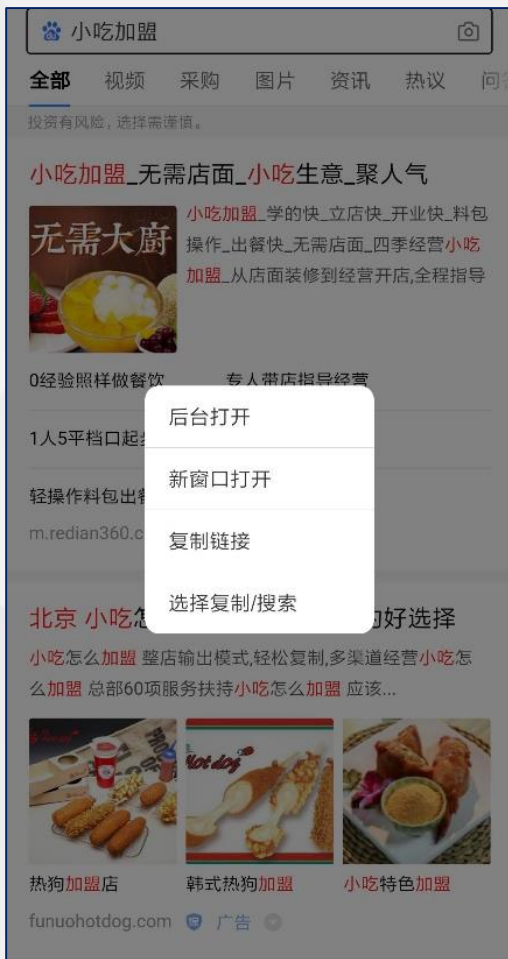 小吃加盟
全部 视频 采购 图片 资讯 热议 问
投资有风险，选择需谨慎。
小吃加盟_无需店面_小吃生意_聚人气
无需大廚
小吃加盟_学的快_立店快_开业快_料包
操作_出餐快_无需店面_四季经营小吃
加盟_从店面装修到经营开店,全程指导
0经验照样做餐饮 专人带店指导经营
1人5平档口起
轻操作料包出
m.redian360.c
后台打开
新窗口打开
复制链接
选择复制/搜索
北京 小吃 好选择
小吃怎么加盟 整店输出模式,轻松复制,多渠道经营小吃怎
么加盟 总部60项服务扶持小吃怎么加盟 应该...
Hot dog
热狗加盟店 韩式热狗加盟 小吃特色加盟
funuohotdog.com 广告